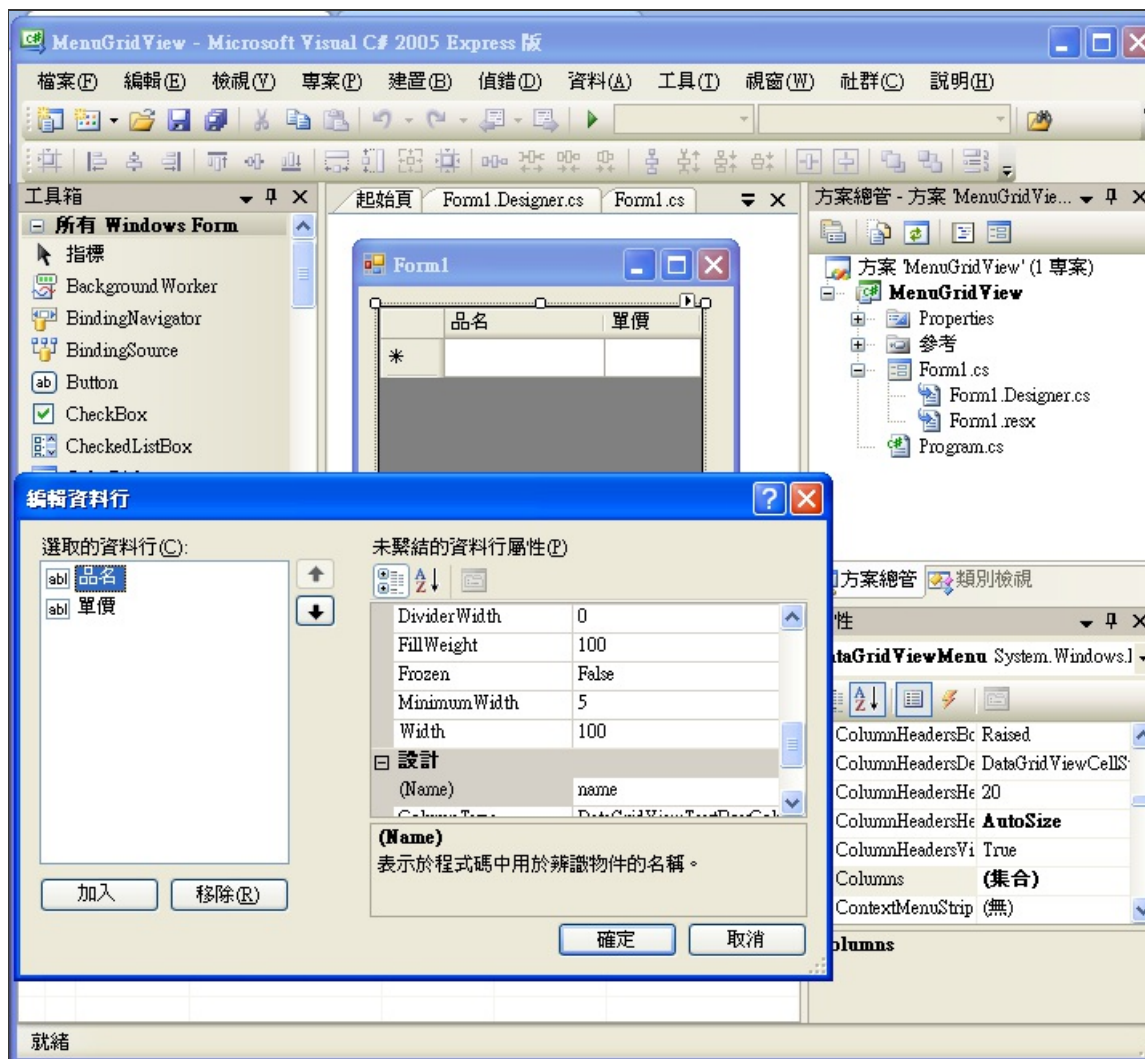 MenuGridView - Microsoft Visual C# 2005 Express 版
檔案(F) 編輯(E) 檢視(V) 專案(P) 建置(B) 偵錯(D) 資料(A) 工具(T) 視窗(W) 社群(C) 說明(H)
工具箱
所有 Windows Form
指標
BackgroundWorker
BindingNavigator
BindingSource
Button
CheckBox
CheckedListBox
起始頁 Form1.Designer.cs Form1.cs
Form1
品名 單價
方案總管 - 方案 'MenuGridVie...
方案 'MenuGridView' (1 專案)
MenuGridView
Properties
參考
Form1.cs
Form1.Designer.cs
Form1.resx
Program.cs
編輯資料行
選取的資料行(C):
品名
單價
加入 移除(R)
未繫結的資料行屬性(P)
DividerWidth 0
FillWeight 100
Frozen False
MinimumWidth 5
Width 100
設計
(Name) name
(Name)
表示於程式碼中用於辨識物件的名稱。
確定 取消
方案總管 類別檢視
性
taGridViewMenu System.Windows.
ColumnHeadersBc Raised
ColumnHeadersDe DataGridViewCellS
ColumnHeadersHe 20
ColumnHeadersHe AutoSize
ColumnHeadersVi True
Columns (集合)
ContextMenuStrip (無)
olumns
就緒